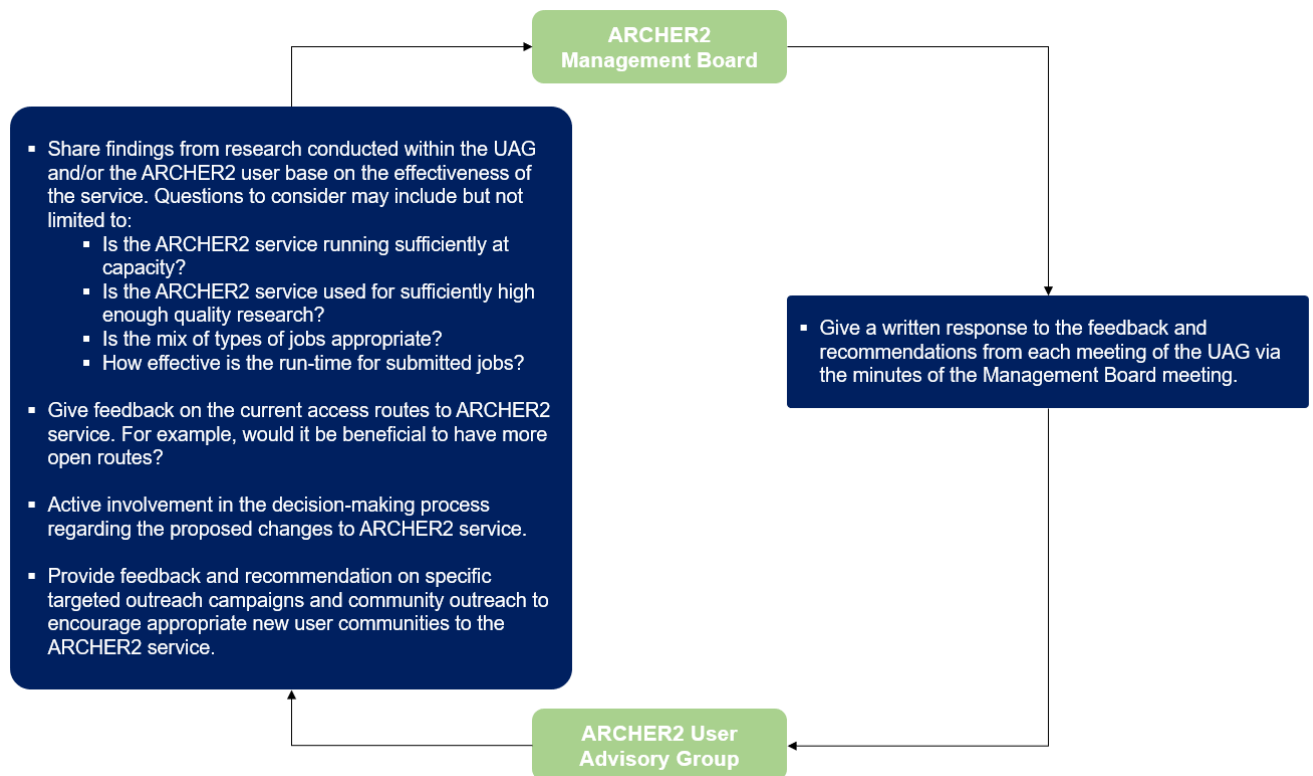 ARCHER2
Management Board
▪ Share findings from research conducted within the UAG
and/or the ARCHER2 user base on the effectiveness of
the service. Questions to consider may include but not
limited to:
▪ Is the ARCHER2 service running sufficiently at
capacity?
▪ Is the ARCHER2 service used for sufficiently high
enough quality research?
▪ Is the mix of types of jobs appropriate?
▪ How effective is the run-time for submitted jobs?
▪ Give feedback on the current access routes to ARCHER2
service. For example, would it be beneficial to have more
open routes?
▪ Active involvement in the decision-making process
regarding the proposed changes to ARCHER2 service.
▪ Provide feedback and recommendation on specific
targeted outreach campaigns and community outreach to
encourage appropriate new user communities to the
ARCHER2 service.
▪ Give a written response to the feedback and
recommendations from each meeting of the UAG via
the minutes of the Management Board meeting.
ARCHER2 User
Advisory Group